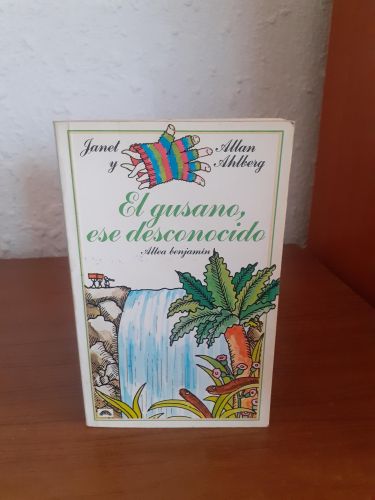 Janet
y
Allan
Ahlberg
El gusano,
ese desconocido
Altea benjamín